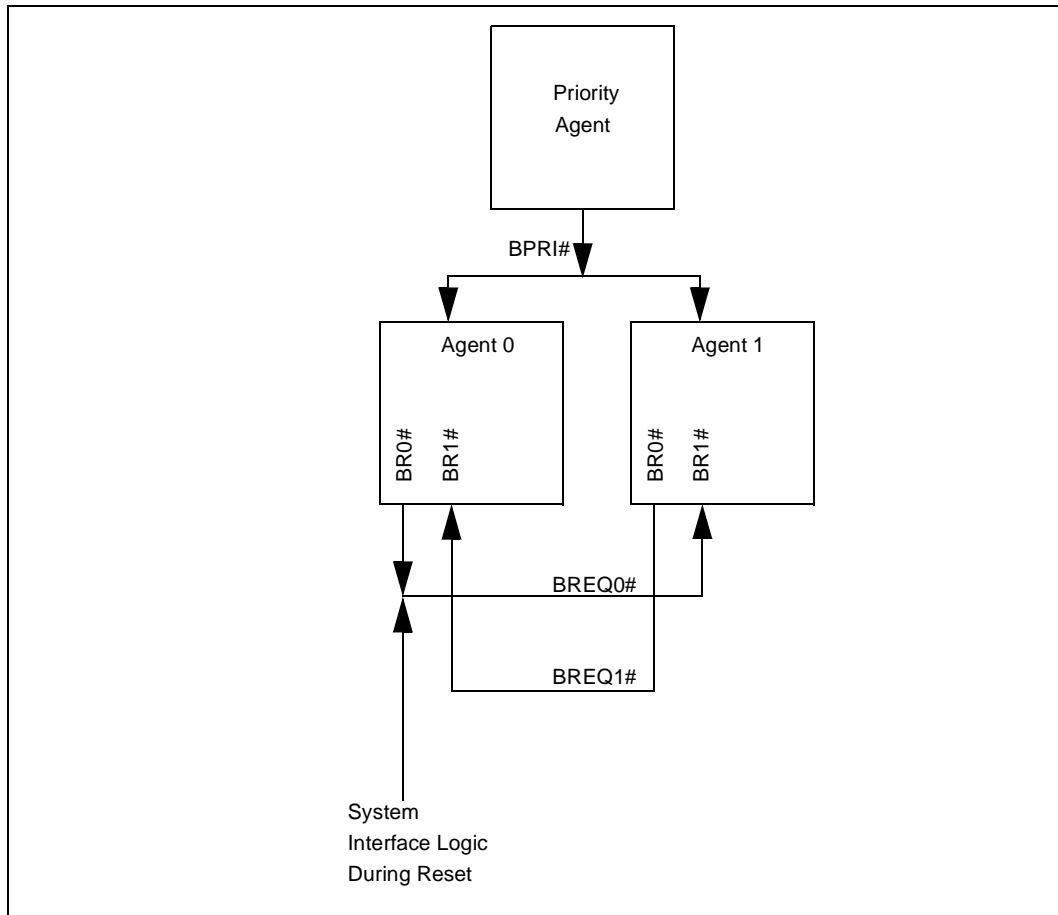 Priority
Agent
BPRI#
Agent 0
Agent 1
BR0#
BR1#
BR0#
BR1#
BREQ0#
BREQ1#
System
Interface Logic
During Reset